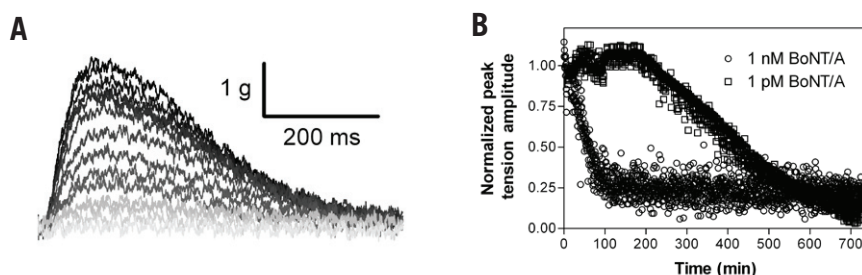 A
1 g
200 ms
B
Normalized peak
tension amplitude
1.00
0.75
0.50
0.25
0.00
1 nM BoNT/A
1 pM BoNT/A
0 100 200 300 400 500 600 700
Time (min)